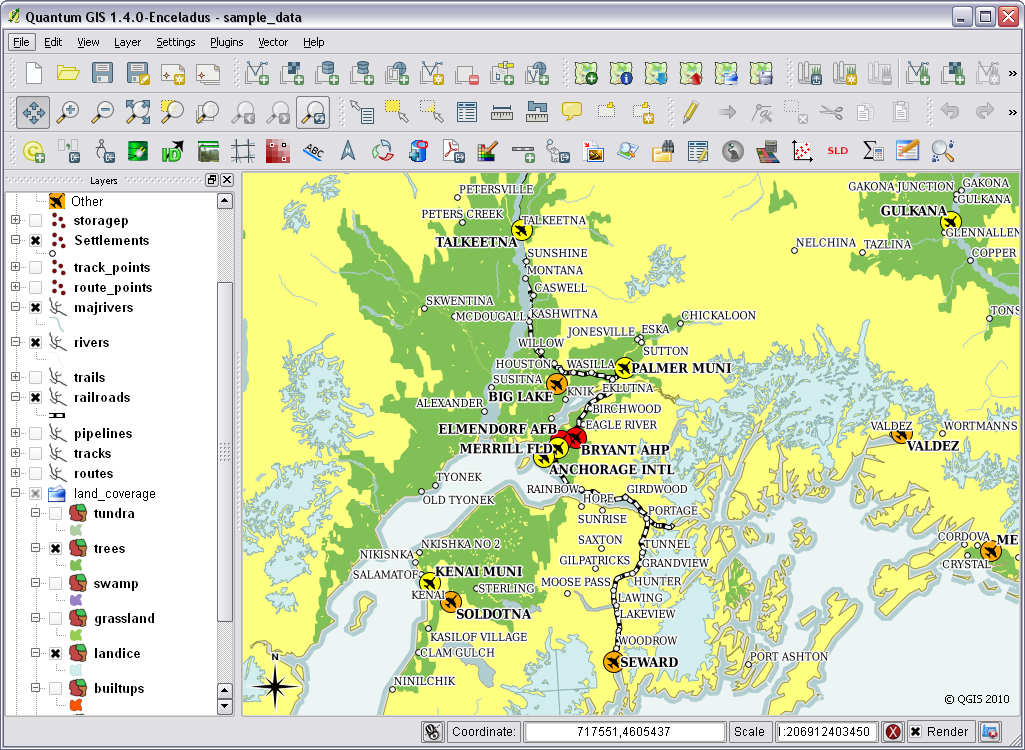 Quantum GIS 1.4.0-Enceladus - sample_data
File Edit View Layer Settings Plugins Vector Help
Layers
Other
storagep
Settlements
track_points
route_points
majrivers
rivers
trails
railroads
pipelines
tracks
routes
land_coverage
tundra
trees
swamp
grassland
landice
builtups
SLD
PETERSVILLE
PETERS CREEK
TALKEETNA
TALKEETNA
SUNSHINE
MONTANA
CASWELL
SKWENTINA
MCDOUGALL
KASHWITNA
WILLOW
JONESVILLE
ESKA
CHICKALOON
SUTTON
HOUSTON
WASILLA
PALMER MUNI
SUSITNA
BIG LAKE
KNIK
EKLUTNA
ALEXANDER
BIRCHWOOD
EAGLE RIVER
ELMENDORF AFB
MERRILL FLD
BRYANT AHP
ANCHORAGE INTL
TYONEK
OLD TYONEK
RAINBOW
HOPE
GIRDWOOD
SUNRISE
PORTAGE
SAXTON
TUNNEL
GILPATRICKS
GRANDVIEW
NKISHKA NO 2
NIKISNKA
SALAMATOF
KENAI MUNI
KENAI
STERLING
MOOSE PASS
HUNTER
LAWING
LAKEVIEW
SOLDOTNA
KASILOF VILLAGE
CLAM GULCH
WOODROW
SEWARD
NINILCHIK
PORT ASHTON
GAKONA JUNCTION
GAKONA
GULKANA
GULKANA
GLENNALLEN
NELCHINA
TAZLINA
COPPER
TONS
VALDEZ
VALDEZ
WORTMANNS
CORDOVA
ME
CRYSTAL
N
© QGIS 2010
Coordinate: 717551,4605437 Scale 1:206912403450 Render